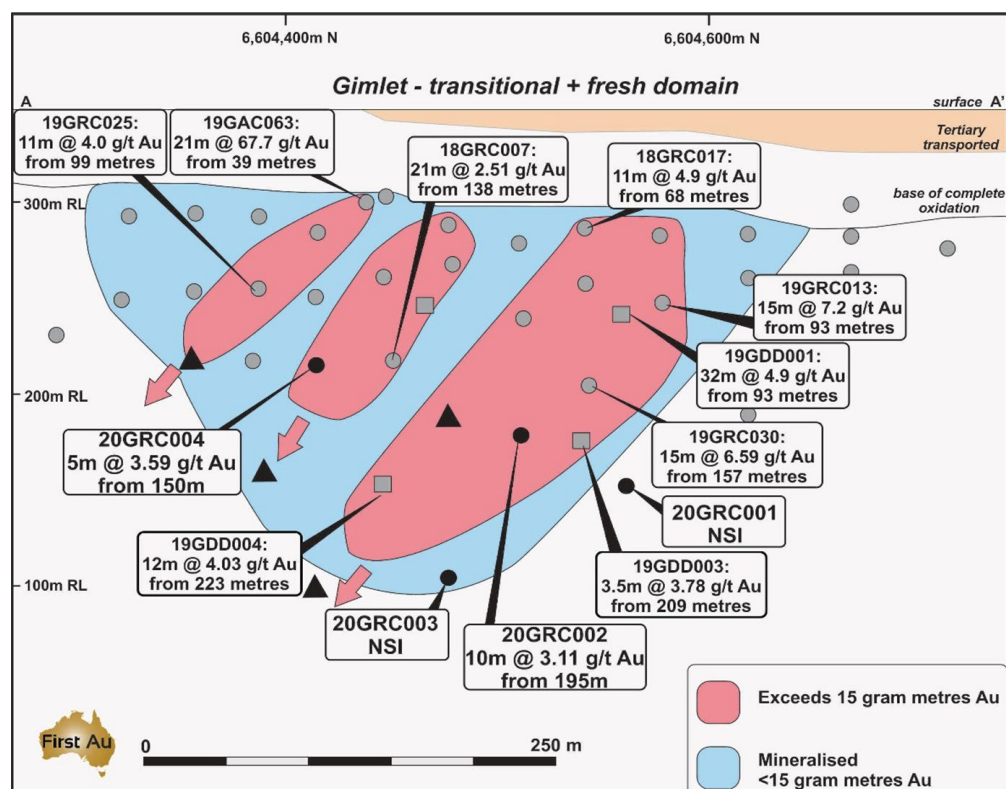 6,604,400m N
6,604,600m N
Gimlet - transitional + fresh domain
A
surface A'
Tertiary
transported
19GRC025:
11m @ 4.0 g/t Au
from 99 metres
19GAC063:
21m @ 67.7 g/t Au
from 39 metres
18GRC007:
21m @ 2.51 g/t Au
from 138 metres
18GRC017:
11m @ 4.9 g/t Au
from 68 metres
base of complete
oxidation
300m RL
19GRC013:
15m @ 7.2 g/t Au
from 93 metres
19GDD001:
32m @ 4.9 g/t Au
from 93 metres
200m RL
20GRC004
5m @ 3.59 g/t Au
from 150m
19GRC030:
15m @ 6.59 g/t Au
from 157 metres
20GRC001
NSI
19GDD004:
12m @ 4.03 g/t Au
from 223 metres
19GDD003:
3.5m @ 3.78 g/t Au
from 209 metres
100m RL
20GRC003
NSI
20GRC002
10m @ 3.11 g/t Au
from 195m
Exceeds 15 gram metres Au
Mineralised
<15 gram metres Au
First Au
0
250 m